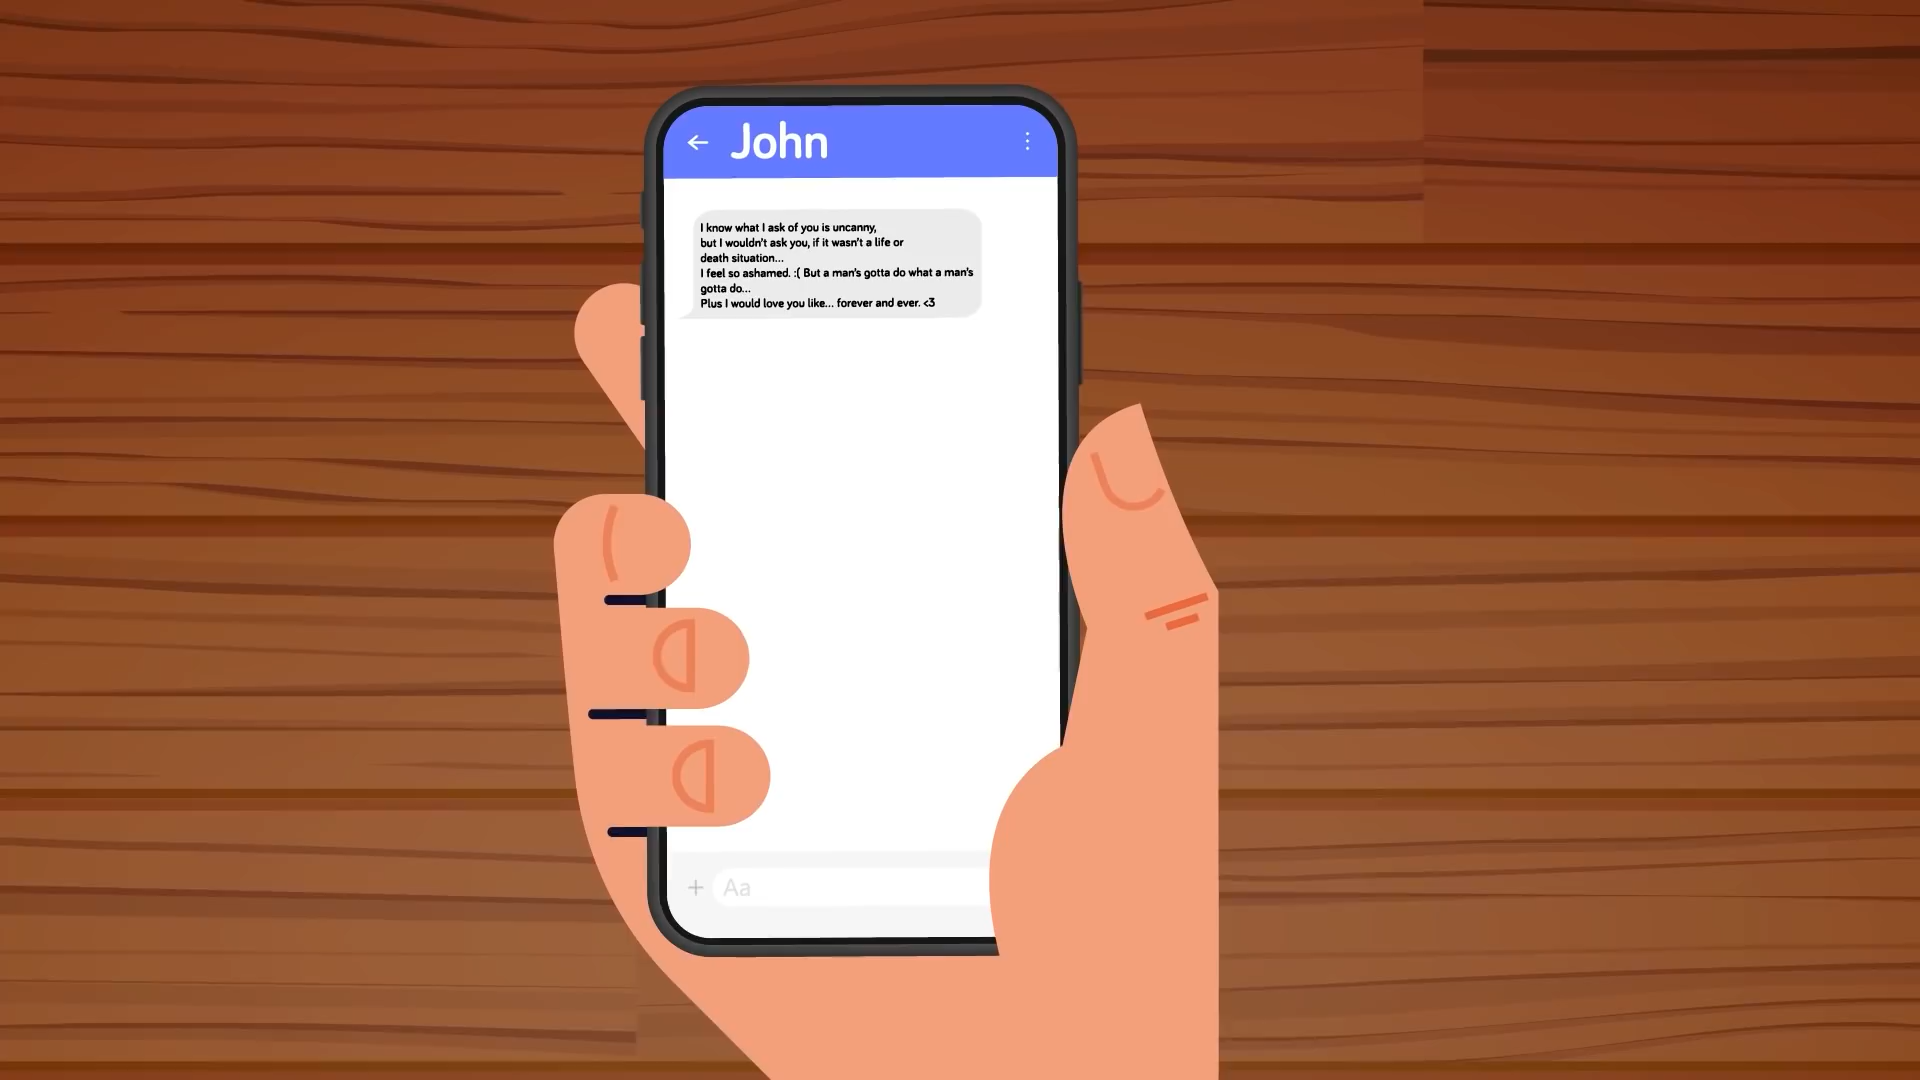 John
I know what I ask of you is uncanny,
but I wouldn't ask you, if it wasn't a life or
death situation...
I feel so ashamed. :( But a man's gotta do what a man's
gotta do...
Plus I would love you like... forever and ever. <3
Aa